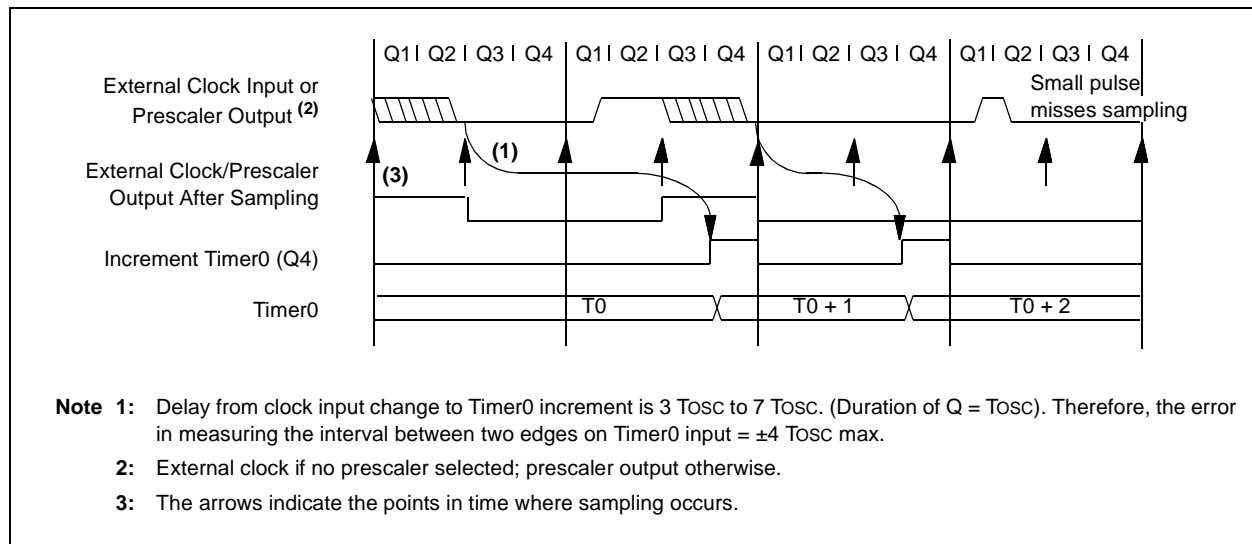 Q1 Q2 Q3 Q4 Q1 Q2 Q3 Q4 Q1 Q2 Q3 Q4 Q1 Q2 Q3 Q4
External Clock Input or
Prescaler Output (2)
Small pulse
misses sampling
(1)
External Clock/Prescaler
Output After Sampling
(3)
Increment Timer0 (Q4)
Timer0
T0 T0 + 1 T0 + 2
Note 1: Delay from clock input change to Timer0 increment is 3 TOSC to 7 TOSC. (Duration of Q = TOSC). Therefore, the error
in measuring the interval between two edges on Timer0 input = ±4 TOSC max.
2: External clock if no prescaler selected; prescaler output otherwise.
3: The arrows indicate the points in time where sampling occurs.